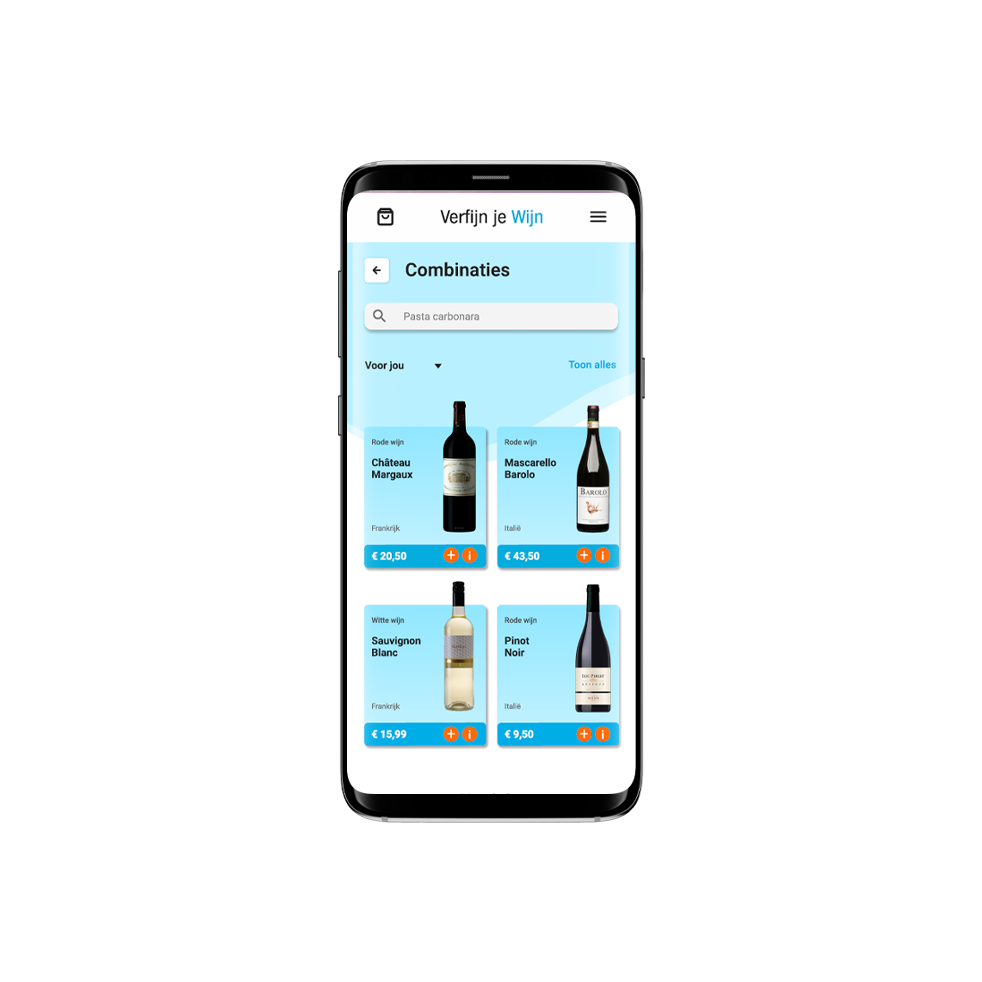 Verfijn je Wijn
Combinaties
Pasta carbonara
Voor jou
Toon alles
Rode wijn
Château
Margaux
Frankrijk
€ 20,50
Rode wijn
Mascarello
Barolo
Italië
BAROLO
€ 43,50
Witte wijn
Sauvignon
Blanc
Frankrijk
€ 15,99
Rode wijn
Pinot
Noir
Italië
€ 9,50